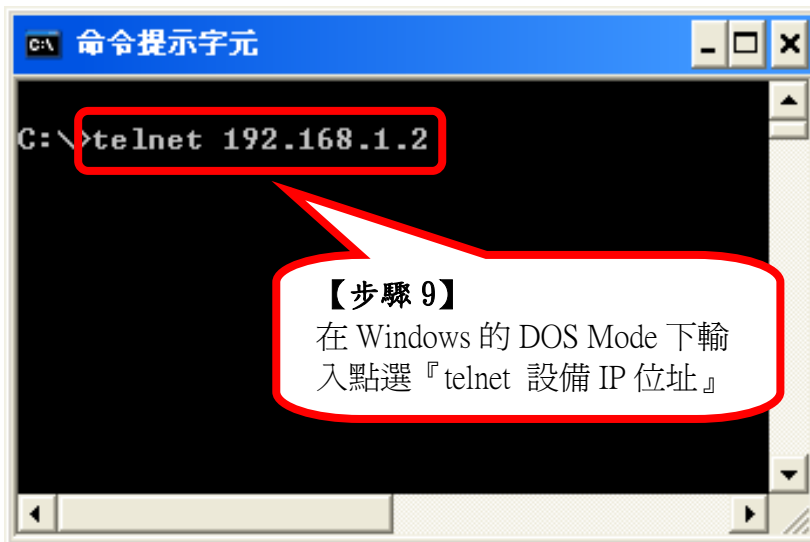 C:\ 命令提示字元
C:\>telnet 192.168.1.2
【步驟 9】
在 Windows 的 DOS Mode 下輸
入點選『telnet 設備 IP 位址』